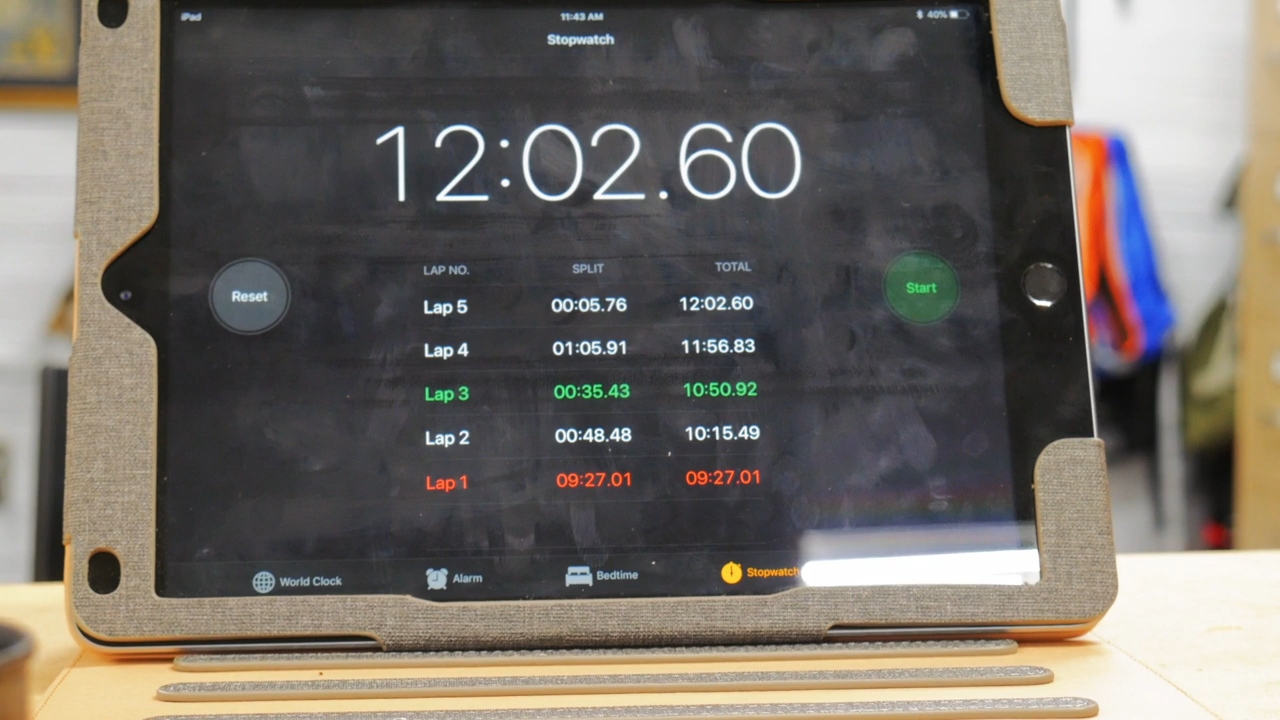 iPad 11:43 AM 40%
Stopwatch
12:02.60
LAP NO. SPLIT TOTAL
Lap 5 00:05.76 12:02.60
Lap 4 01:05.91 11:56.83
Lap 3 00:35.43 10:50.92
Lap 2 00:48.48 10:15.49
Lap 1 09:27.01 09:27.01
Reset
Start
World Clock Alarm Bedtime Stopwatch